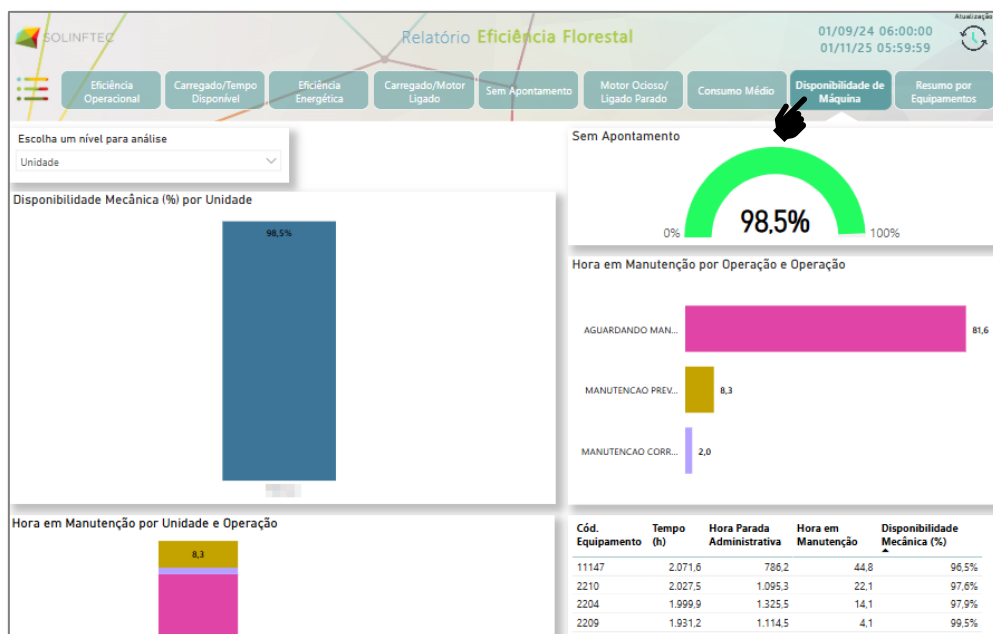 Atualização
SOLINFTEC
Relatório Eficiência Florestal
01/09/24 06:00:00
01/11/25 05:59:59
Eficiência
Operacional
Carregado/Tempo
Disponível
Eficiência
Energética
Carregado/Motor
Ligado
Sem Apontamento
Motor Ocioso/
Ligado Parado
Consumo Médio
Disponibilidade de
Máquina
Resumo por
Equipamentos
Escolha um nível para análise
Unidade
Disponibilidade Mecânica (%) por Unidade
98,5%
Sem Apontamento
98,5%
0%
100%
Hora em Manutenção por Operação e Operação
AGUARDANDO MAN...
81,6
MANUTENCAO PREV...
8,3
MANUTENCAO CORR...
2,0
Hora em Manutenção por Unidade e Operação
8,3
Cód. Equipamento Tempo (h) Hora Parada Administrativa Hora em Manutenção Disponibilidade Mecânica (%)
11147 2.071,6 786,2 44,8 96,5%
2210 2.027,5 1.095,3 22,1 97,6%
2204 1.999,9 1.325,5 14,1 97,9%
2209 1.931,2 1.114,5 4,1 99,5%